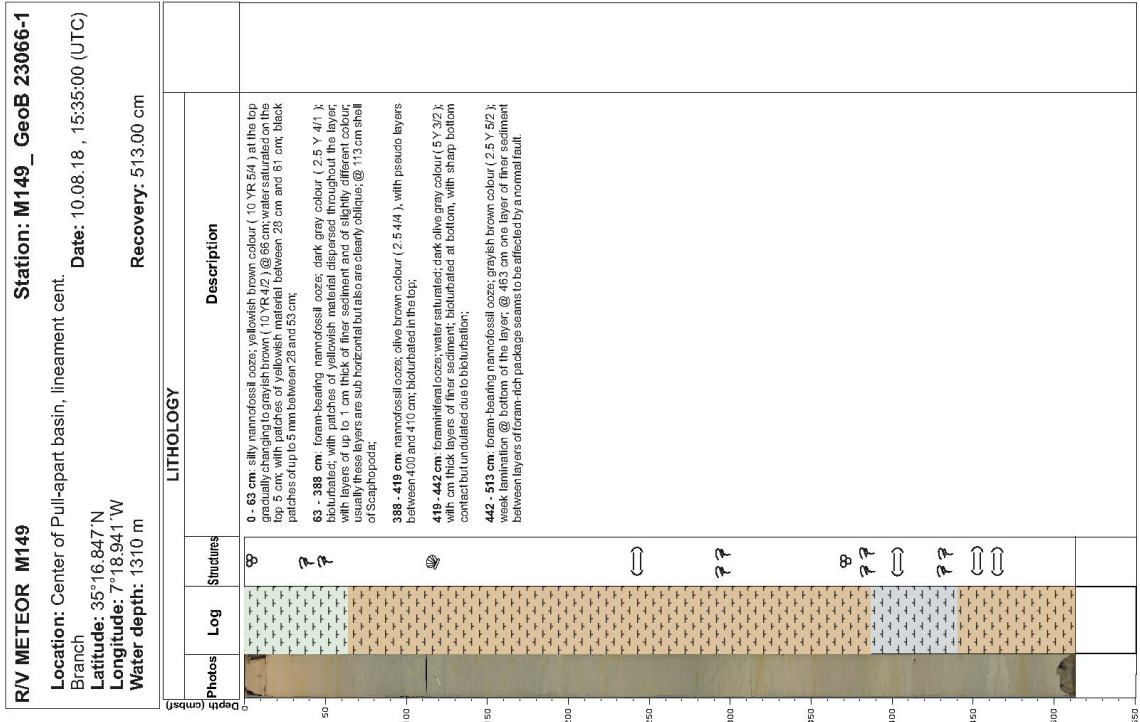 R/V METEOR M149
Station: M149_ GeoB 23066-1
Location: Center of Pull-apart basin, lineament cent.
Branch
Date: 10.08.18 , 15:35:00 (UTC)
Latitude: 35°16.847´N
Longitude: 7°18.941´W
Water depth: 1310 m
Recovery: 513.00 cm
LITHOLOGY
Depth (cmbsf)
Photos
Log
Structures
Description
0 - 63 cm: silty nannofossil ooze; yellowish brown colour ( 10 YR 5/4 ) at the top
gradually changing to grayish brown ( 10 YR 4/2 ) @ 66 cm; water saturated on the
top 5 cm; with patches of yellowish material between 28 cm and 61 cm; black
patches of up to 5 mm between 28 and 53 cm;
63 - 388 cm: foram-bearing nannofossil ooze; dark gray colour ( 2.5 Y 4/1 );
bioturbated; with patches of yellowish material dispersed throughout the layer;
with layers of up to 1 cm thick of finer sediment and of slightly different colour;
usually these layers are sub horizontal but also are clearly oblique; @ 113 cm shell
of Scaphopoda;
388 - 419 cm: nannofossil ooze; olive brown colour ( 2.5 4/4 ), with pseudo layers
between 400 and 410 cm; bioturbated in the top;
419 - 442 cm: foraminiferal ooze; water saturated; dark olive gray colour ( 5 Y 3/2 );
with cm thick layers of finer sediment; bioturbated at bottom, with sharp bottom
contact but undulated due to bioturbation;
442 - 513 cm: foram-bearing nannofossil ooze; grayish brown colour ( 2.5 Y 5/2 );
week lamination @ bottom of the layer; @ 463 cm one layer of finer sediment
between layers of foram-rich package seams to be affected by a normal fault.
50
100
150
200
250
300
350
400
450
500
550